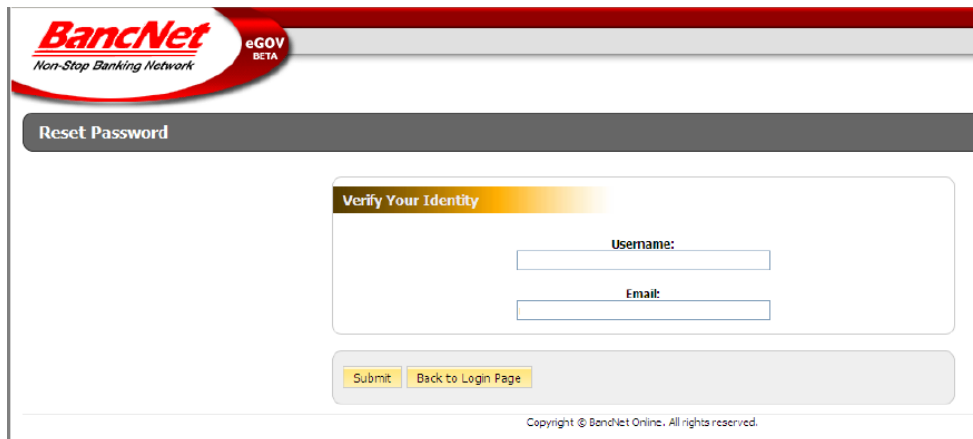 BancNet
Non-Stop Banking Network
eGOV
BETA
Reset Password
Verify Your Identity
Username:
Email:
Submit
Back to Login Page
Copyright © BancNet Online. All rights reserved.